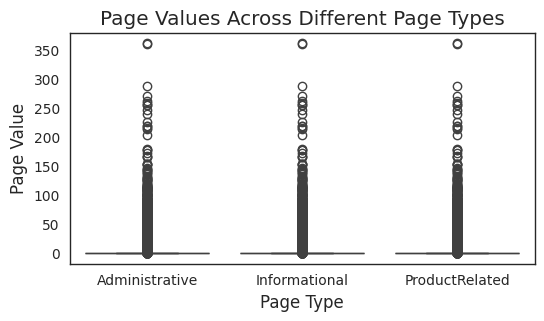 Page Values Across Different Page Types
Page Value
350
300
250
200
150
100
50
0
Administrative
Informational
ProductRelated
Page Type